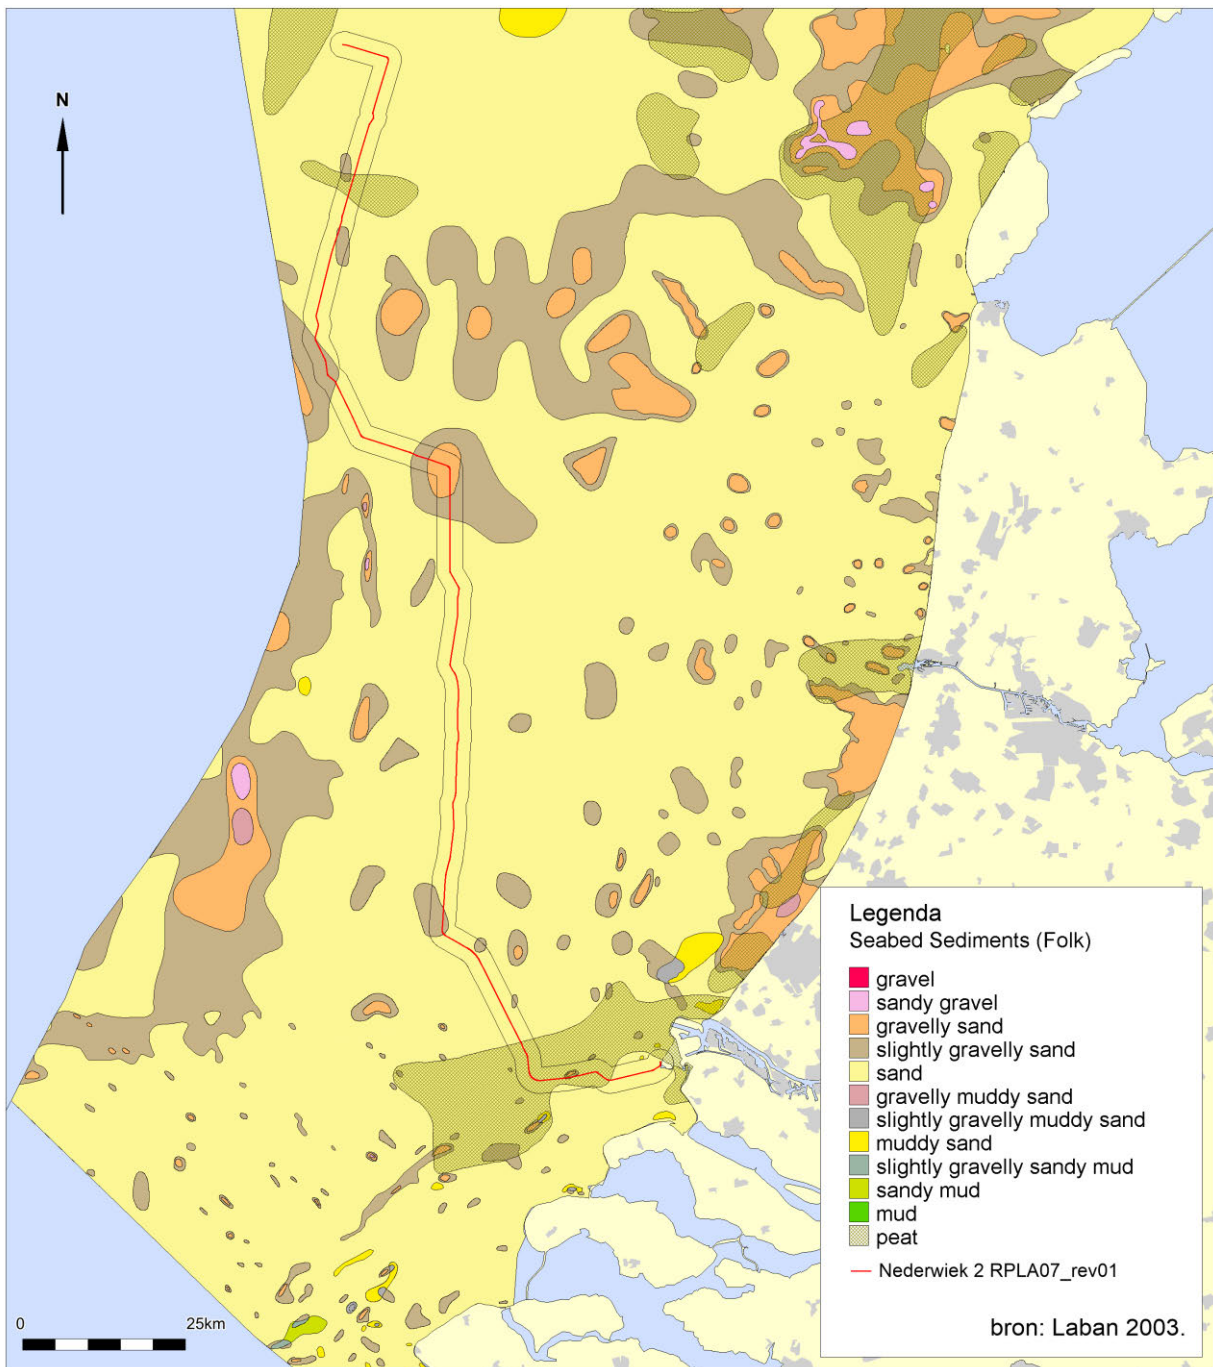 N
Legenda
Seabed Sediments (Folk)
gravel
sandy gravel
gravelly sand
slightly gravelly sand
sand
gravelly muddy sand
slightly gravelly muddy sand
muddy sand
slightly gravelly sandy mud
sandy mud
mud
peat
Nederwiek 2 RPLA07_rev01
bron: Laban 2003.
0 25km